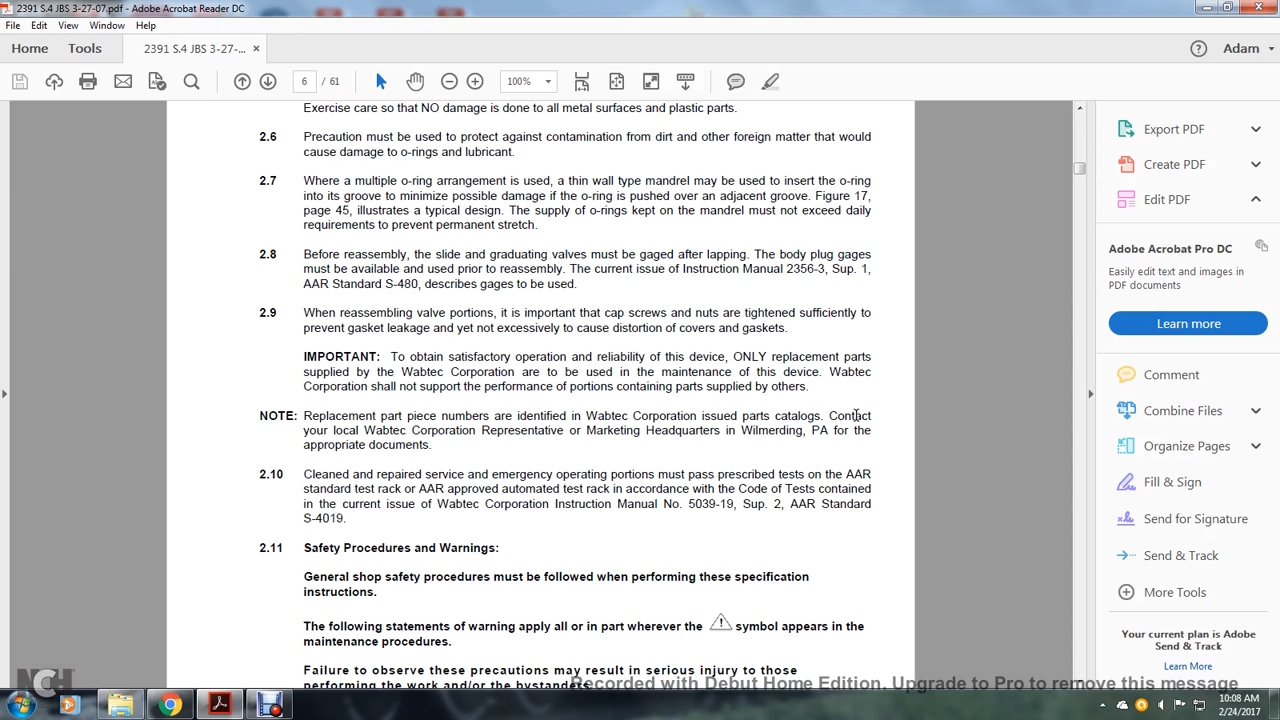 2391 S.4 JBS 3-27-07.pdf - Adobe Acrobat Reader DC
File Edit View Window Help
Home Tools 2391 S.4 JBS 3-27-... × Adam
6 / 61 100%
Exercise care so that NO damage is done to all metal surfaces and plastic parts.
2.6 Precaution must be used to protect against contamination from dirt and other foreign matter that would
cause damage to o-rings and lubricant.
2.7 Where a multiple o-ring arrangement is used, a thin wall type mandrel may be used to insert the o-ring
into its groove to minimize possible damage if the o-ring is pushed over an adjacent groove. Figure 17,
page 45, illustrates a typical design. The supply of o-rings kept on the mandrel must not exceed daily
requirements to prevent permanent stretch.
2.8 Before reassembly, the slide and graduating valves must be gaged after lapping. The body plug gages
must be available and used prior to reassembly. The current issue of Instruction Manual 2356-3, Sup. 1,
AAR Standard S-480, describes gages to be used.
2.9 When reassembling valve portions, it is important that cap screws and nuts are tightened sufficiently to
prevent gasket leakage and yet not excessively to cause distortion of covers and gaskets.
IMPORTANT: To obtain satisfactory operation and reliability of this device, ONLY replacement parts
supplied by the Wabtec Corporation are to be used in the maintenance of this device. Wabtec
Corporation shall not support the performance of portions containing parts supplied by others.
NOTE: Replacement part piece numbers are identified in Wabtec Corporation issued parts catalogs. Contact
your local Wabtec Corporation Representative or Marketing Headquarters in Wilmerding, PA for the
appropriate documents.
2.10 Cleaned and repaired service and emergency operating portions must pass prescribed tests on the AAR
standard test rack or AAR approved automated test rack in accordance with the Code of Tests contained
in the current issue of Wabtec Corporation Instruction Manual No. 5039-19, Sup. 2, AAR Standard
S-4019.
2.11 Safety Procedures and Warnings:
General shop safety procedures must be followed when performing these specification
instructions.
The following statements of warning apply all or in part wherever the ! symbol appears in the
maintenance procedures.
Failure to observe these precautions may result in serious injury to those
performing the work and/or the bystanders.
Export PDF
Create PDF
Edit PDF
Adobe Acrobat Pro DC
Easily edit text and images in
PDF documents
Learn more
Comment
Combine Files
Organize Pages
Fill & Sign
Send for Signature
Send & Track
More Tools
Your current plan is Adobe
Send & Track
Learn More
Recorded with Debut Home Edition. Upgrade to Pro to remove this message
NCH
10:08 AM
2/24/2017